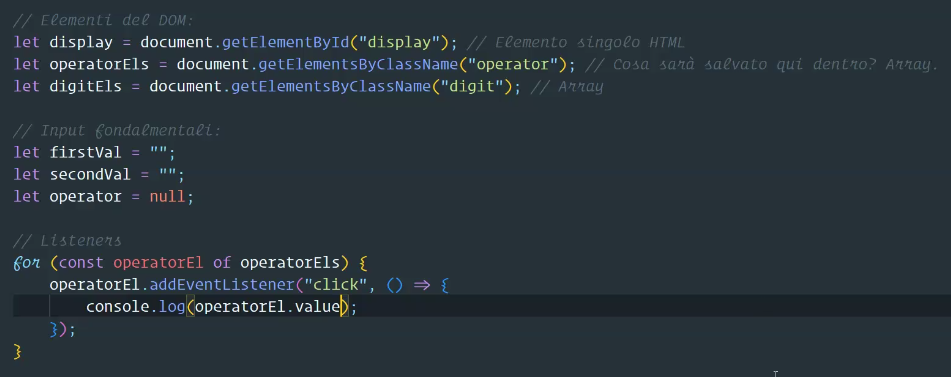 // Elementi del DOM:
let display = document.getElementById("display"); // Elemento singolo HTML
let operatorEls = document.getElementsByClassName("operator"); // Cosa sarà salvato qui dentro? Array.
let digitEls = document.getElementsByClassName("digit"); // Array

// Input fondalmentali:
let firstVal = "";
let secondVal = "";
let operator = null;

// Listeners
for (const operatorEl of operatorEls) {
    operatorEl.addEventListener("click", () => {
        console.log(operatorEl.value);
    });
}